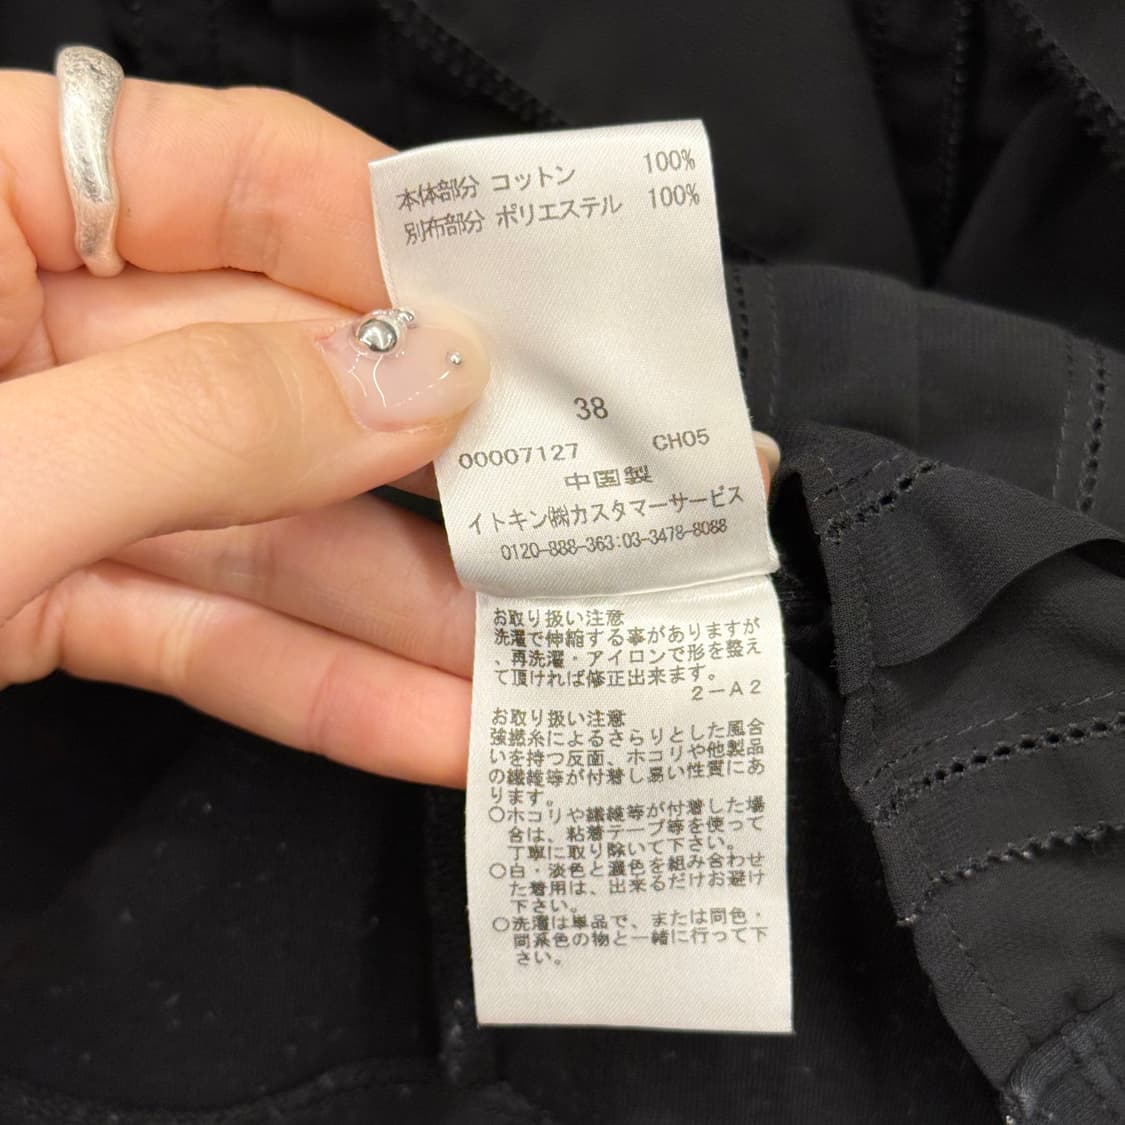 本体部分 コットン 100%
別布部分 ポリエステル 100%
38
00007127 CH05
中国製
イトキン㈱カスタマーサービス
0120-888-363:03-3478-8088
お取り扱い注意
洗濯で伸縮する事がありますが
、再洗濯・アイロンで形を整え
て頂ければ修正出来ます。
2-A2
お取り扱い注意
強撚糸によるさらりとした風合
いを持つ反面、ホコリや他製品
の繊維等が付着し易い性質にあ
ります。
○ホコリや繊維等が付着した場
合は、粘着テープ等を使って
丁寧に取り除いて下さい。
○白・淡色と濃色を組み合わせ
た着用は、出来るだけお避け
下さい。
○洗濯は単品で、または同色・
同系色の物と一緒に行って下
さい。